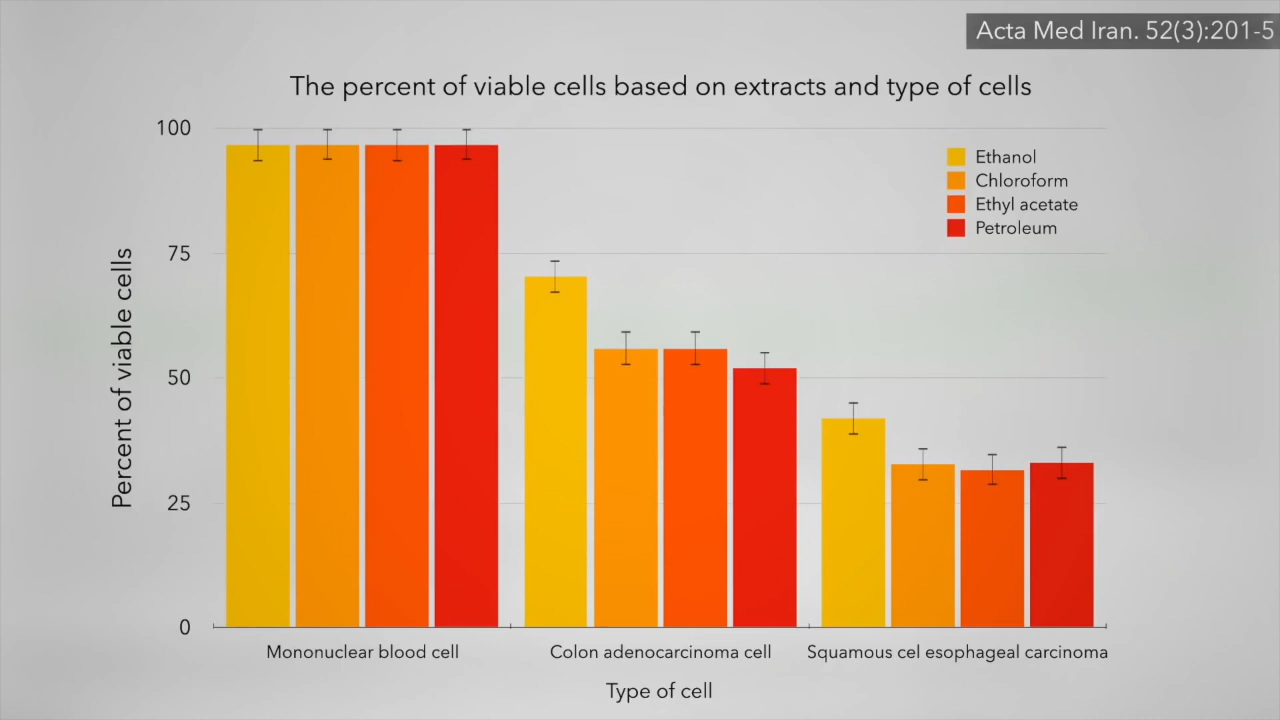 Acta Med Iran. 52(3):201-5
The percent of viable cells based on extracts and type of cells
100
75
50
25
0
Percent of viable cells
Ethanol
Chloroform
Ethyl acetate
Petroleum
Mononuclear blood cell
Colon adenocarcinoma cell
Squamous cel esophageal carcinoma
Type of cell